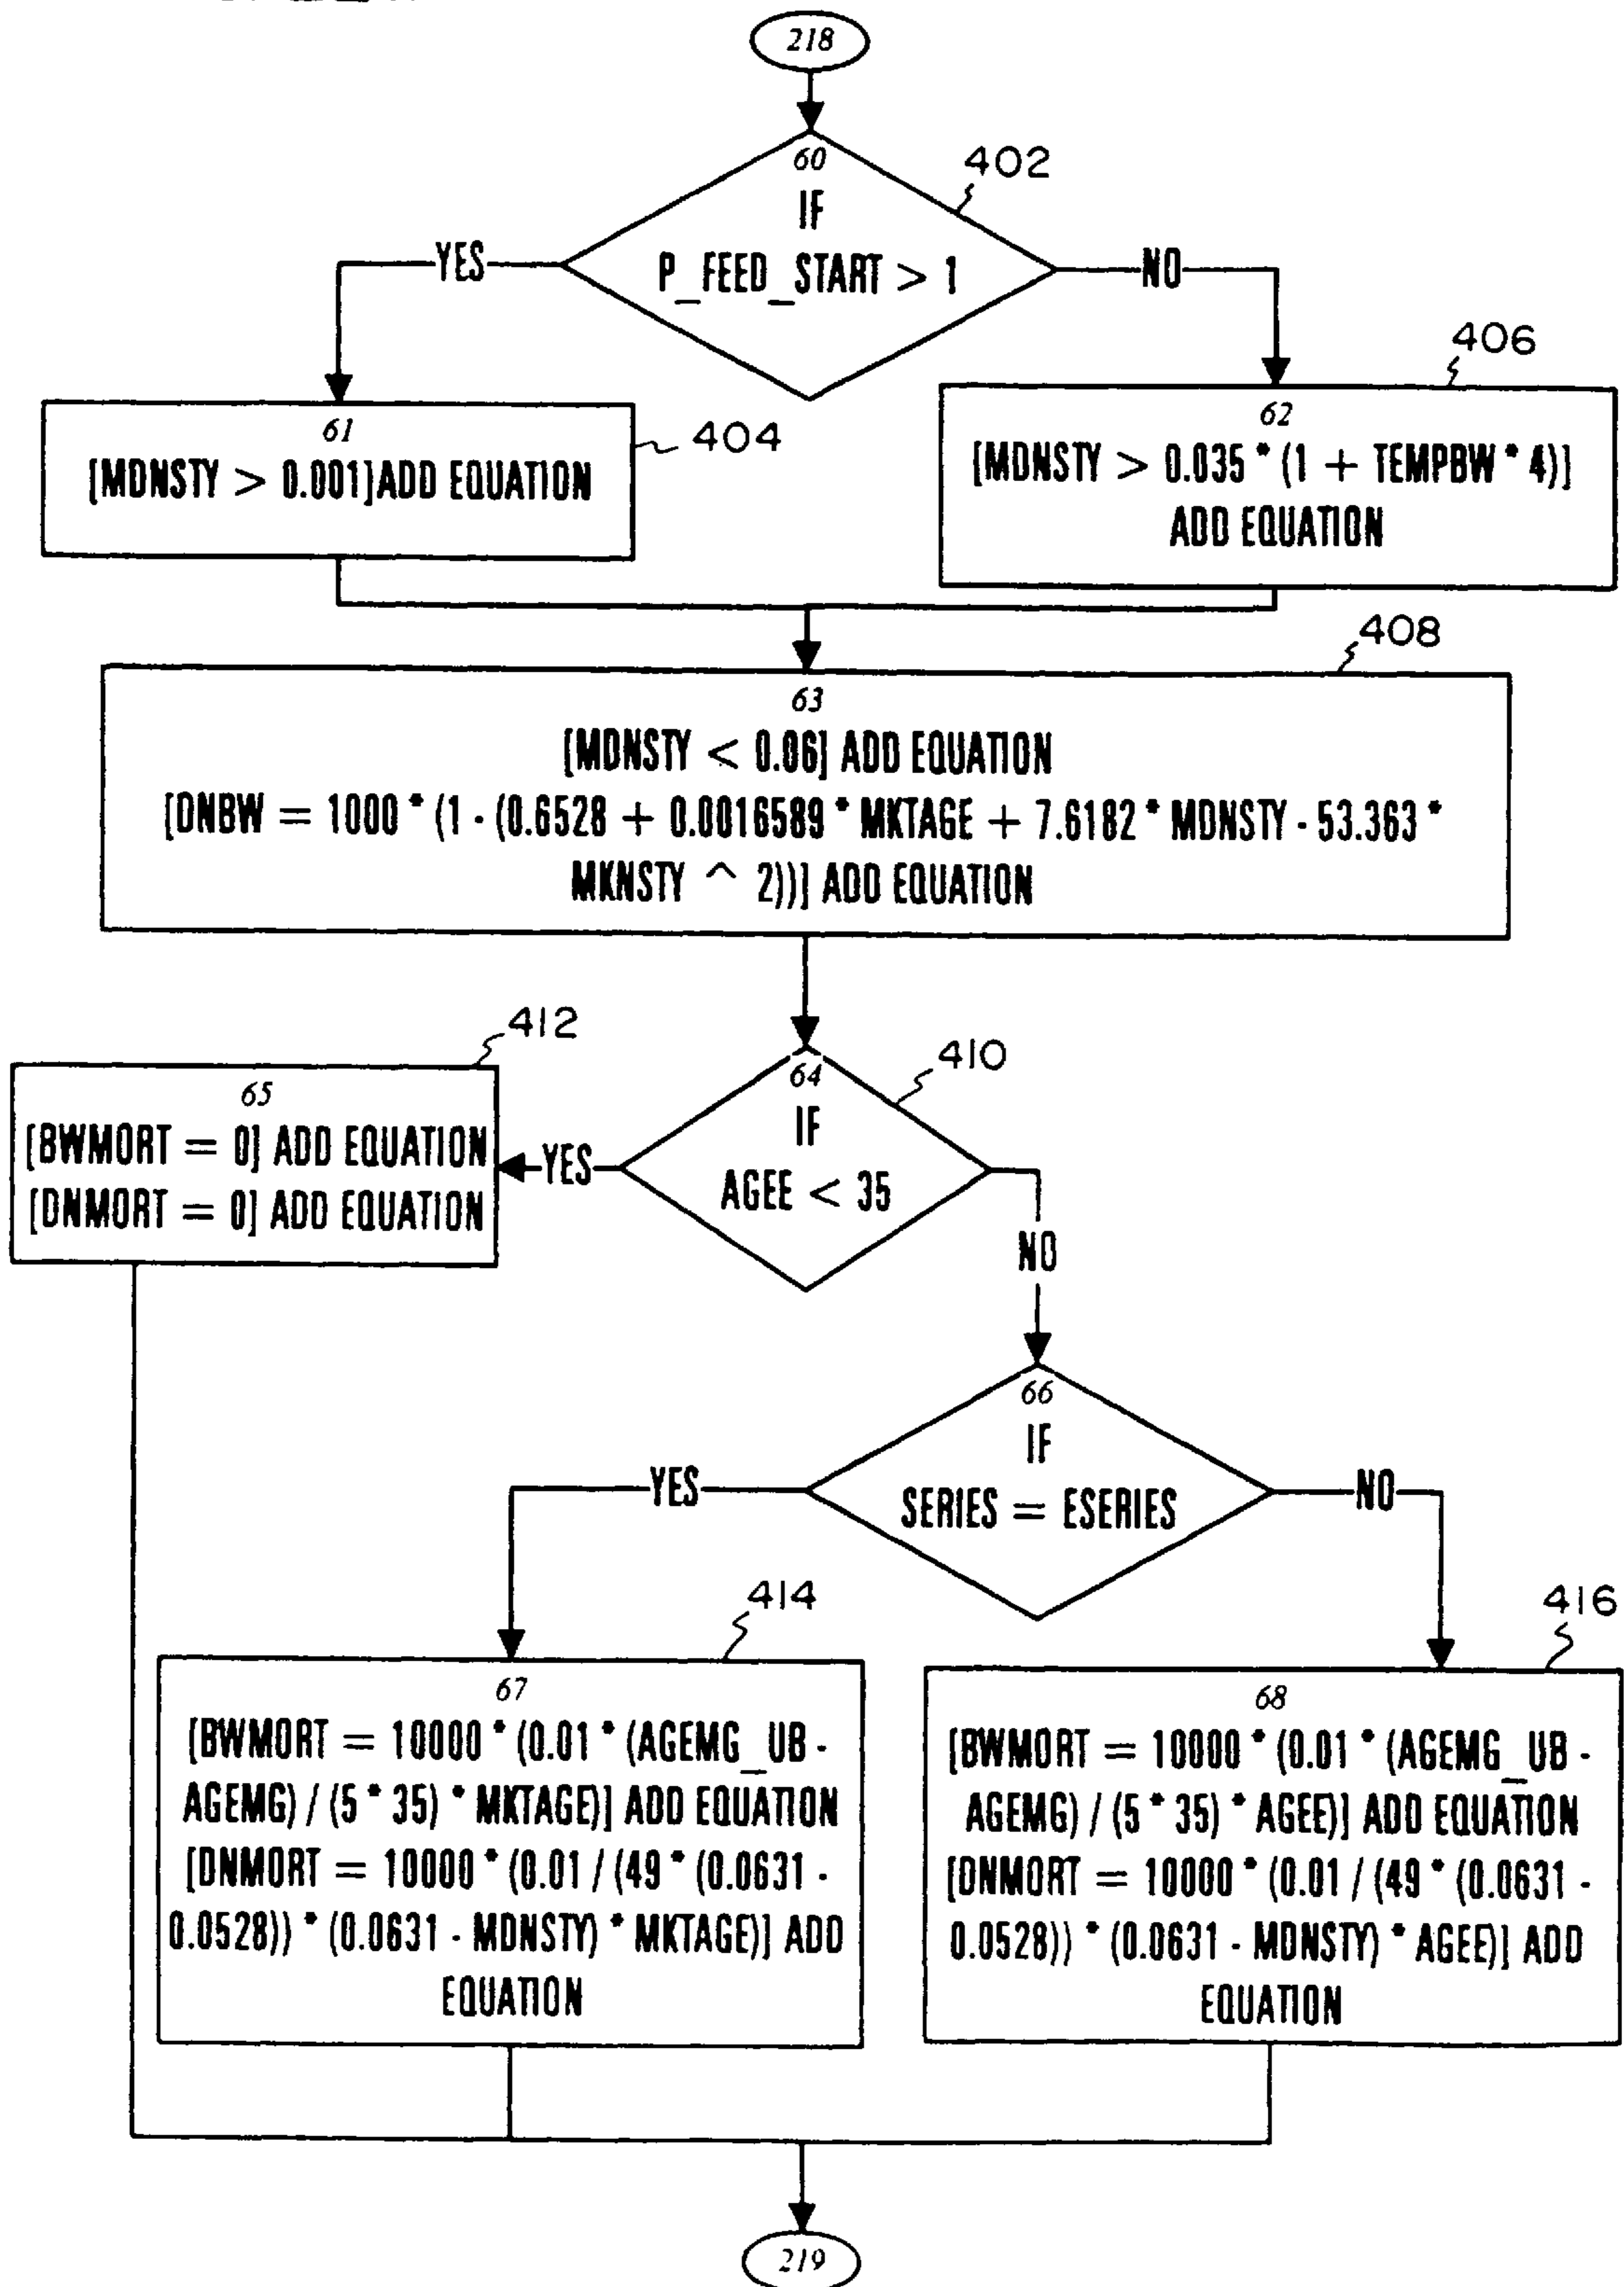 218
60
402
IF
P_FEED_START > 1
YES
NO
406
61
404
[MDNSTY > 0.001]ADD EQUATION
62
[MDNSTY > 0.035 * (1 + TEMPBW * 4)]
ADD EQUATION
408
63
[MDNSTY < 0.06] ADD EQUATION
[DNBW = 1000 * (1 - (0.6528 + 0.0016589 * MKTAGE + 7.6182 * MDNSTY - 53.363 *
MKNSTY ^ 2))] ADD EQUATION
412
410
65
[BWMORT = 0] ADD EQUATION
[DNMORT = 0] ADD EQUATION
YES
64
IF
AGEE < 35
NO
66
IF
SERIES = ESERIES
YES
NO
414
416
67
[BWMORT = 10000 * (0.01 * (AGEMG_UB -
AGEMG) / (5 * 35) * MKTAGE)] ADD EQUATION
[DNMORT = 10000 * (0.01 / (49 * (0.0631 -
0.0528)) * (0.0631 - MDNSTY) * MKTAGE)] ADD
EQUATION
68
[BWMORT = 10000 * (0.01 * (AGEMG_UB -
AGEMG) / (5 * 35) * AGEE)] ADD EQUATION
[DNMORT = 10000 * (0.01 / (49 * (0.0631 -
0.0528)) * (0.0631 - MDNSTY) * AGEE)] ADD
EQUATION
219